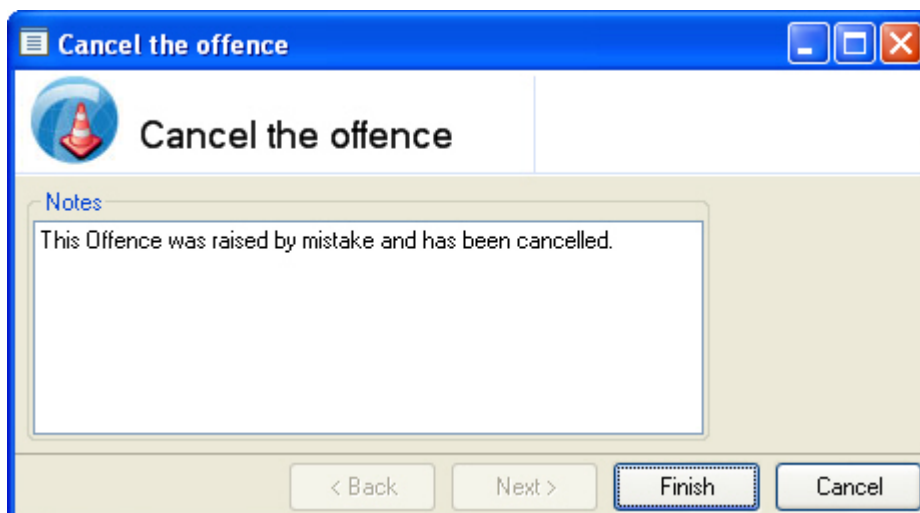 Cancel the offence
Cancel the offence
Notes
This Offence was raised by mistake and has been cancelled.
< Back Next > Finish Cancel